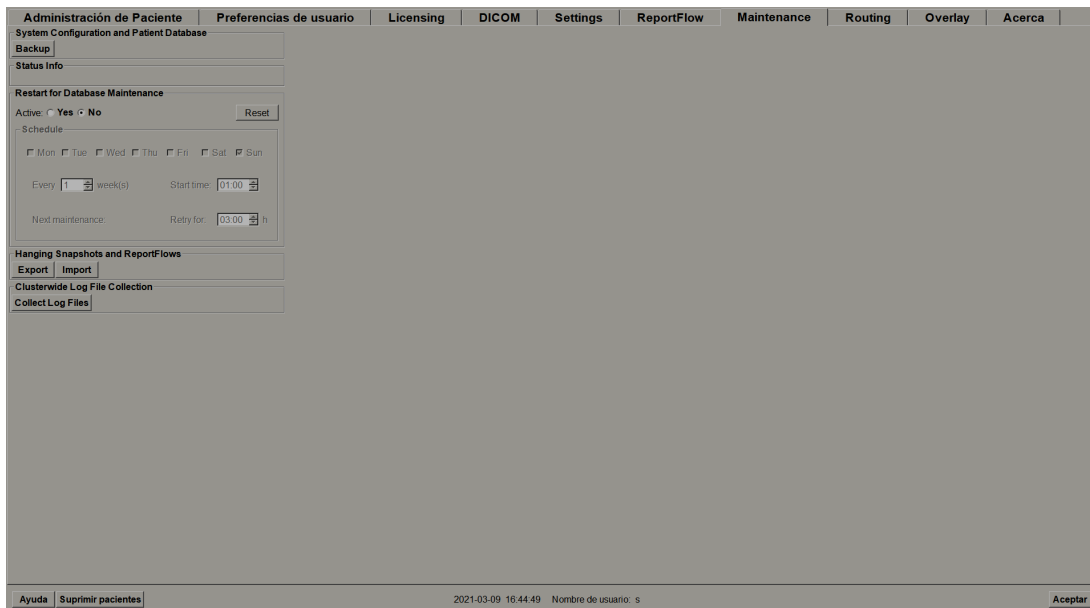 Administración de Paciente Preferencias de usuario Licensing DICOM Settings ReportFlow Maintenance Routing Overlay Acerca
System Configuration and Patient Database
Backup
Status Info
Restart for Database Maintenance
Active: Yes No Reset
Schedule
Mon Tue Wed Thu Fri Sat Sun
Every 1 week(s) Start time: 01:00
Next maintenance: Retry for: 03:00 h
Hanging Snapshots and ReportFlows
Export Import
Clusterwide Log File Collection
Collect Log Files
Ayuda Suprimir pacientes 2021-03-09 16:44:49 Nombre de usuario: s Aceptar